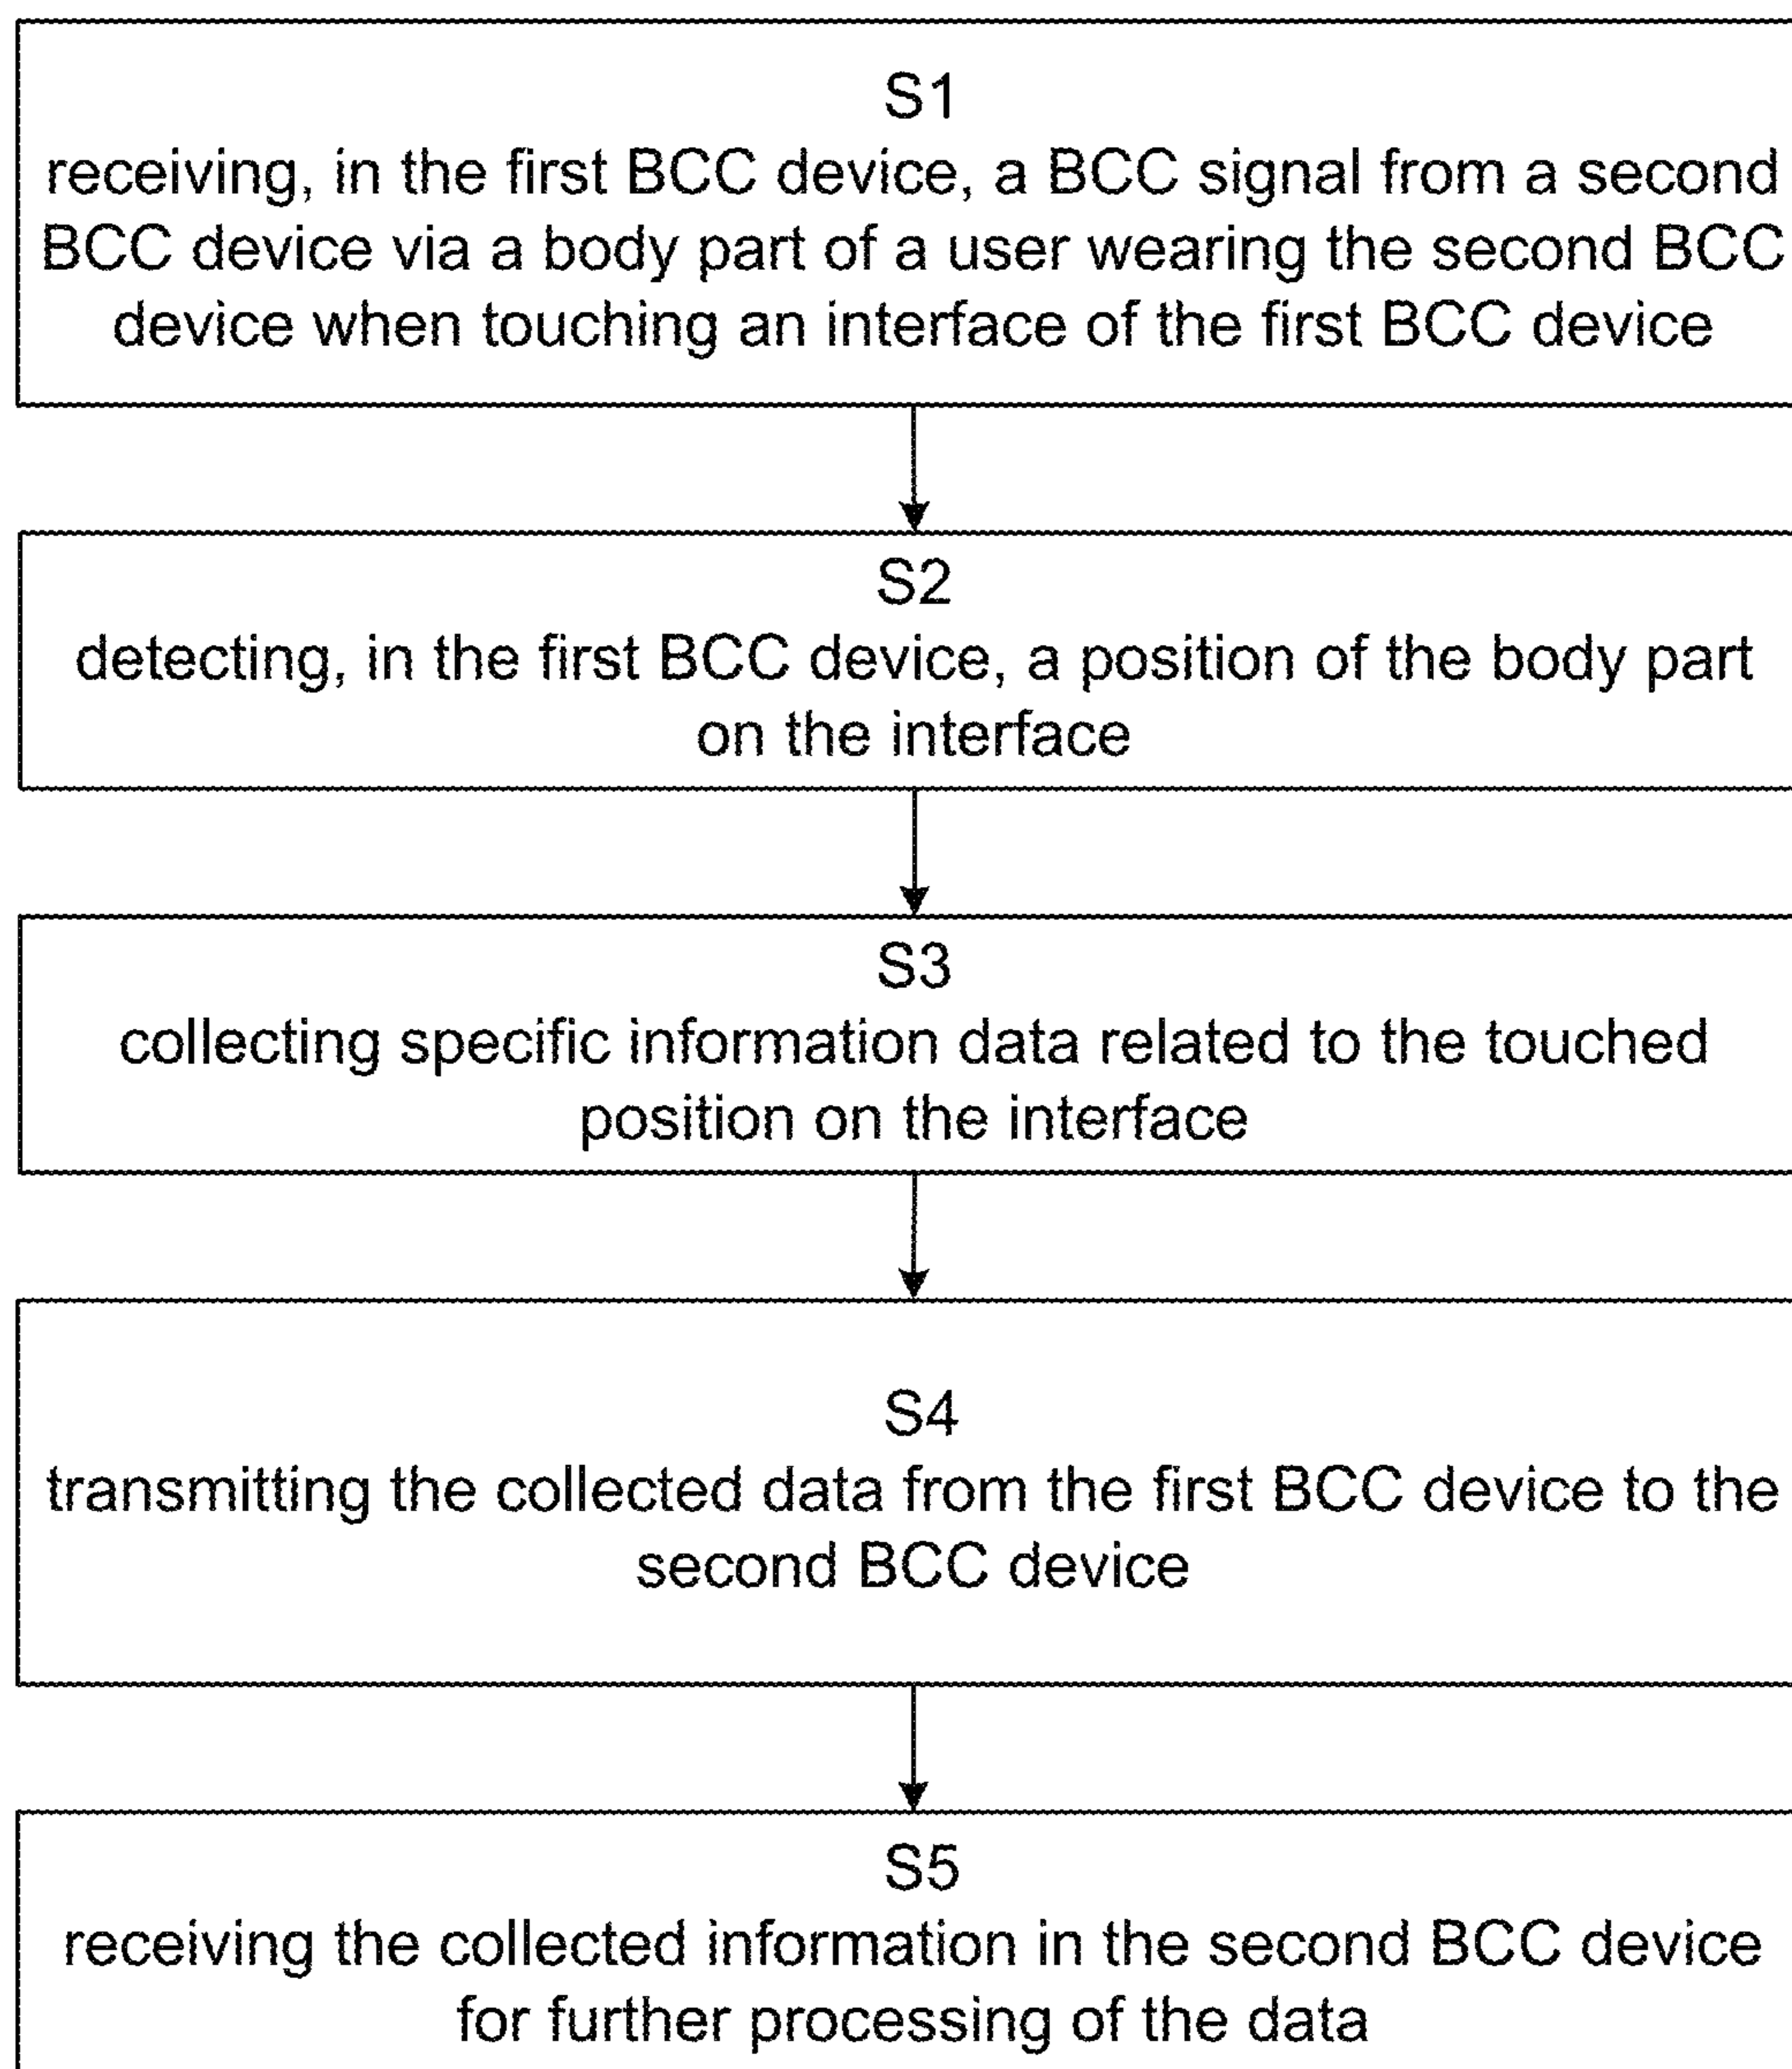 S1
receiving, in the first BCC device, a BCC signal from a second
BCC device via a body part of a user wearing the second BCC
device when touching an interface of the first BCC device
S2
detecting, in the first BCC device, a position of the body part
on the interface
S3
collecting specific information data related to the touched
position on the interface
S4
transmitting the collected data from the first BCC device to the
second BCC device
S5
receiving the collected information in the second BCC device
for further processing of the data